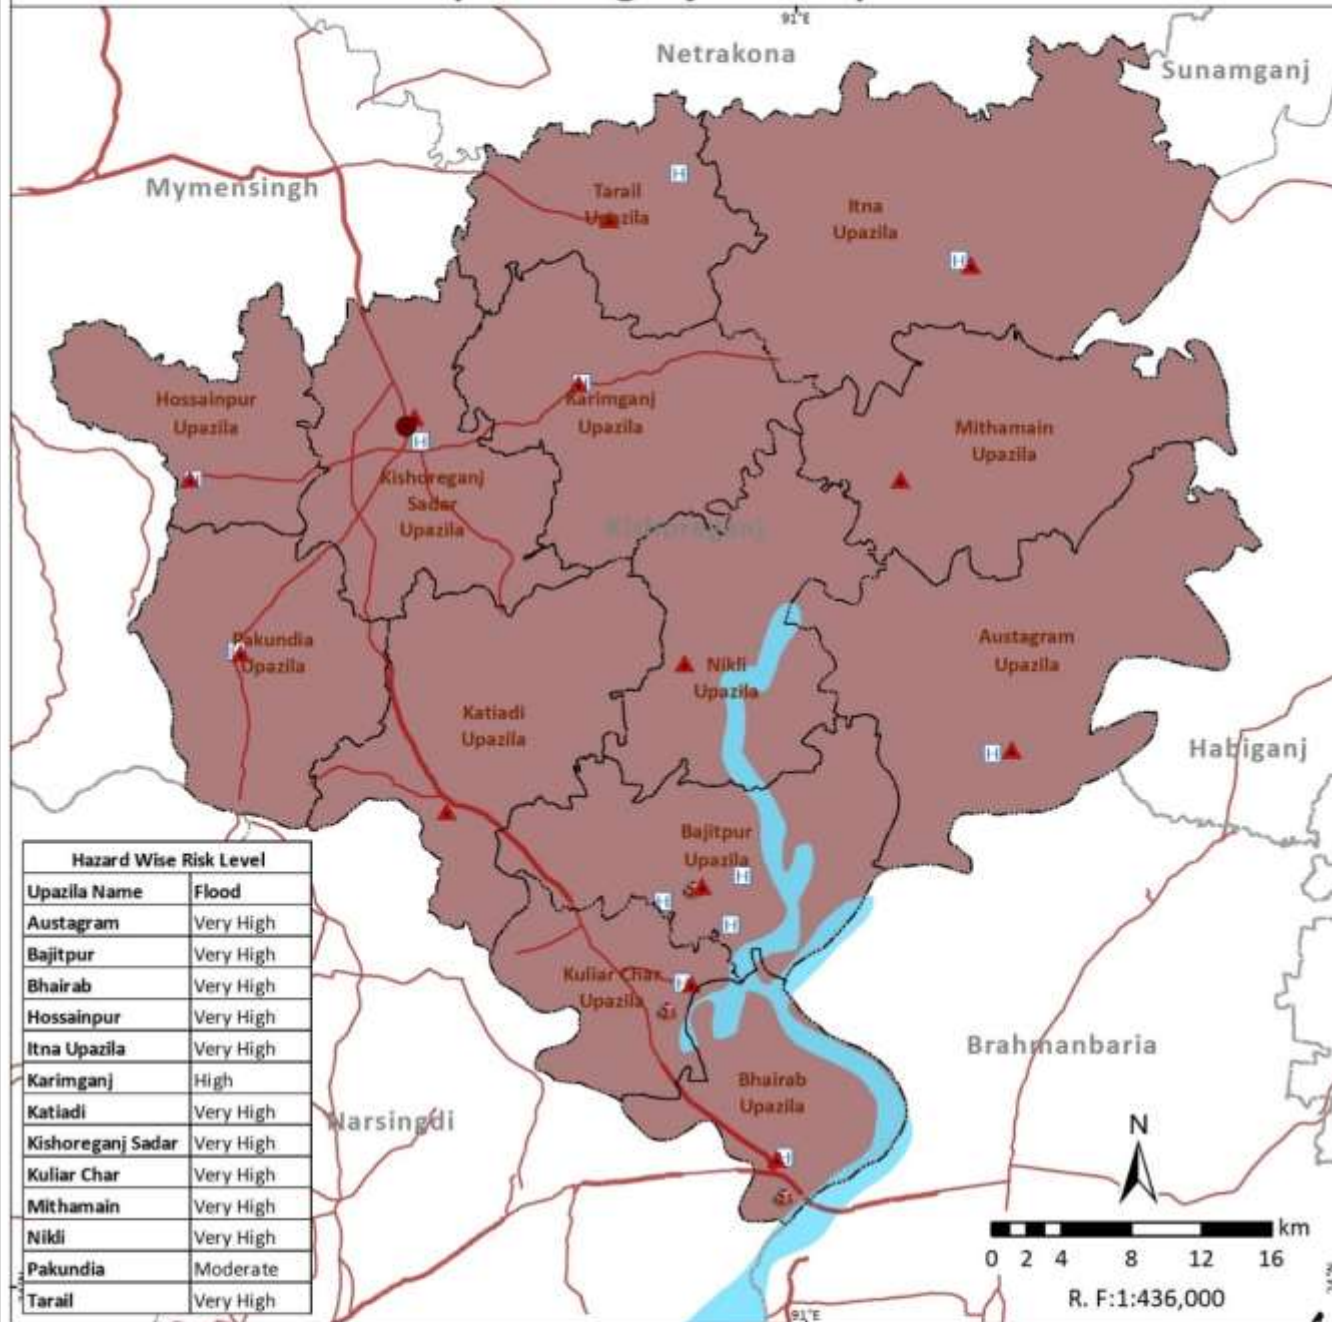 91°E
Netrakona
Sunamganj
Mymensingh
Tarail
Upazila
Itna
Upazila
H
H
Hossainpur
Upazila
Karimganj
Upazila
Mithamain
Upazila
H
Kishoreganj
Sadar
Upazila
Kishoreganj
Pakundia
Upazila
Austagram
Upazila
Nikli
Upazila
Katiadi
Upazila
H
Habiganj
Bajitpur
Upazila
H
H
H
Kuliar Char
Upazila
H
Brahmanbaria
Bhairab
Upazila
Narsingdi
H
Hazard Wise Risk Level
Upazila Name Flood
Austagram Very High
Bajitpur Very High
Bhairab Very High
Hossainpur Very High
Itna Upazila Very High
Karimganj High
Katiadi Very High
Kishoreganj Sadar Very High
Kuliar Char Very High
Mithamain Very High
Nikli Very High
Pakundia Moderate
Tarail Very High
N
km
0 2 4 8 12 16
R. F:1:436,000
91°E